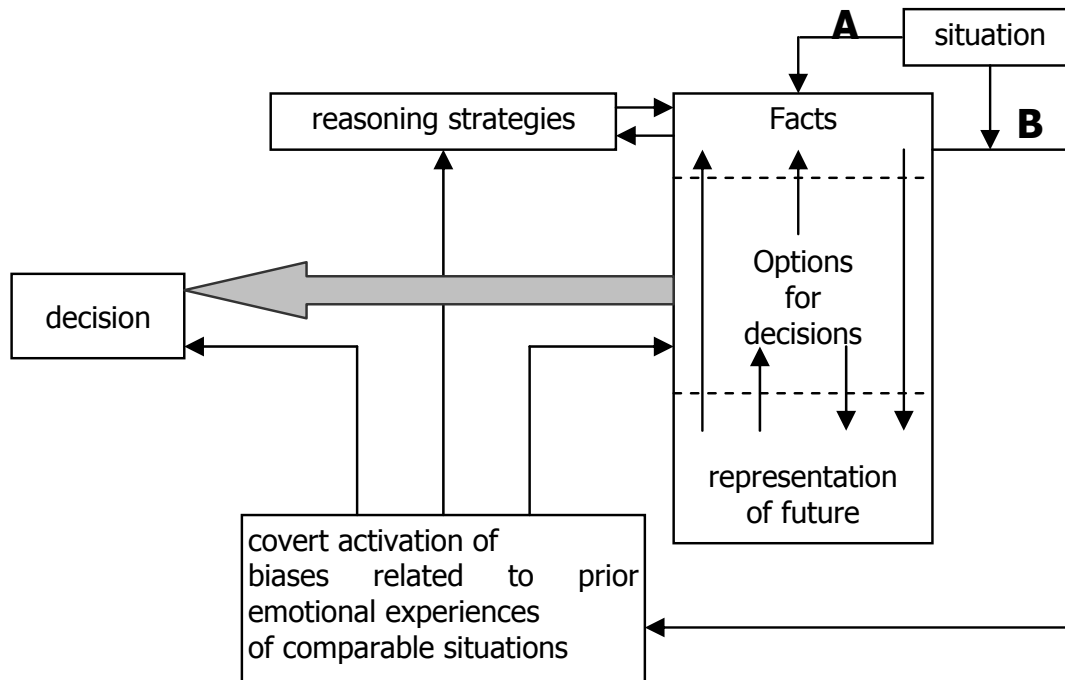 A
situation
reasoning strategies
Facts
B
Options
for
decisions
decision
representation
of future
covert activation of
biases related to prior
emotional experiences
of comparable situations